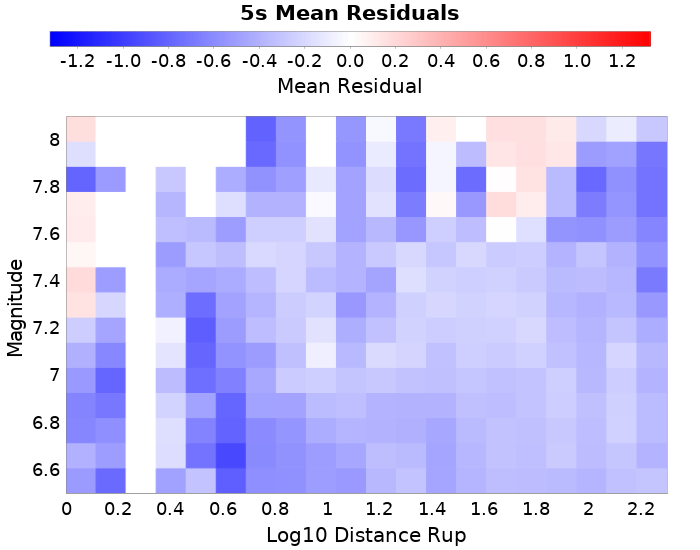 5s Mean Residuals
-1.2 -1.0 -0.8 -0.6 -0.4 -0.2 0.0 0.2 0.4 0.6 0.8 1.0 1.2
Mean Residual
8
7.8
7.6
7.4
7.2
7
6.8
6.6
Magnitude
0 0.2 0.4 0.6 0.8 1 1.2 1.4 1.6 1.8 2 2.2
Log10 Distance Rup